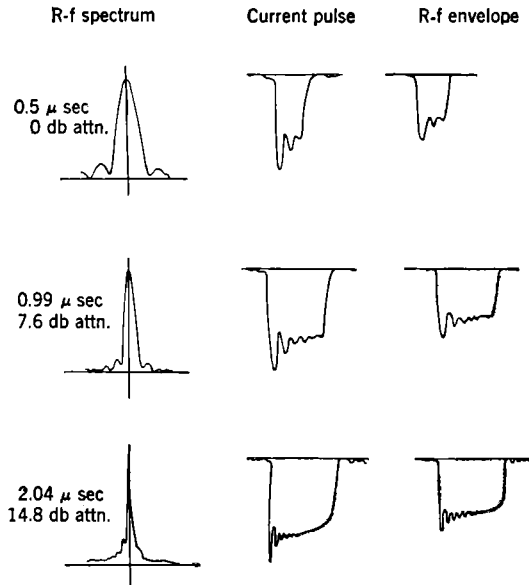 R-f spectrum
Current pulse
R-f envelope
0.5 μ sec
0 db attn.
0.99 μ sec
7.6 db attn.
2.04 μ sec
14.8 db attn.